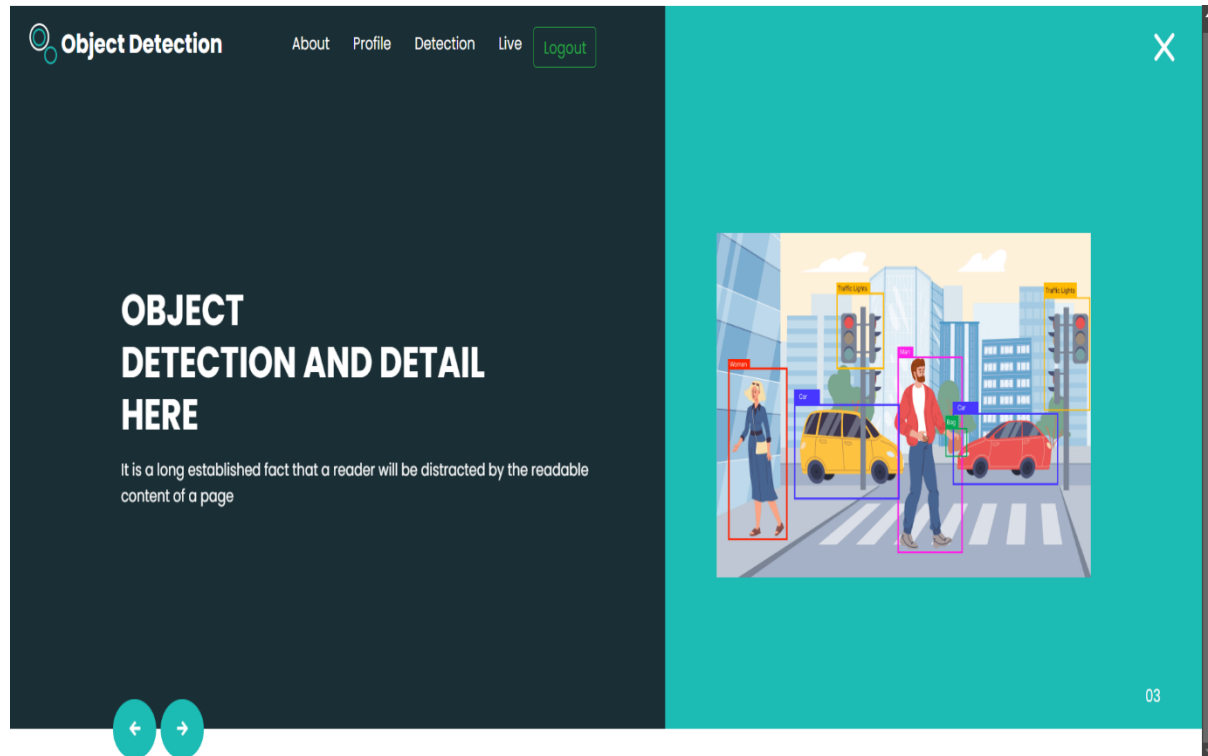 Object Detection
About Profile Detection Live Logout
X
OBJECT
DETECTION AND DETAIL
HERE
It is a long established fact that a reader will be distracted by the readable
content of a page
Traffic Lights
Traffic Lights
Woman
Man
Car
Car
Bag
03